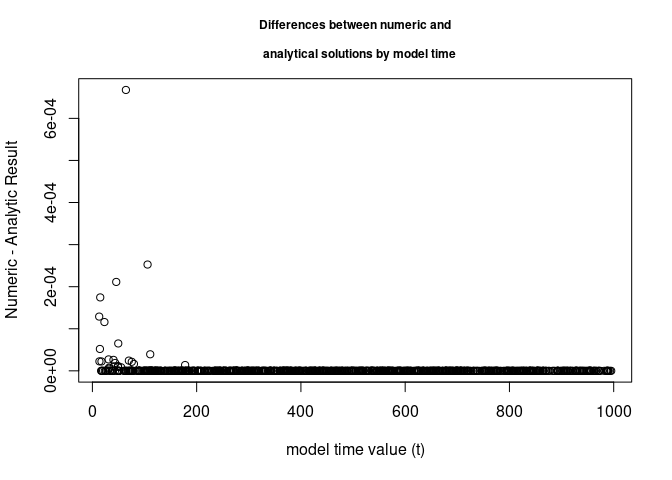 Differences between numeric and
analytical solutions by model time
Numeric - Analytic Result
6e-04
4e-04
2e-04
0e+00
0 200 400 600 800 1000
model time value (t)